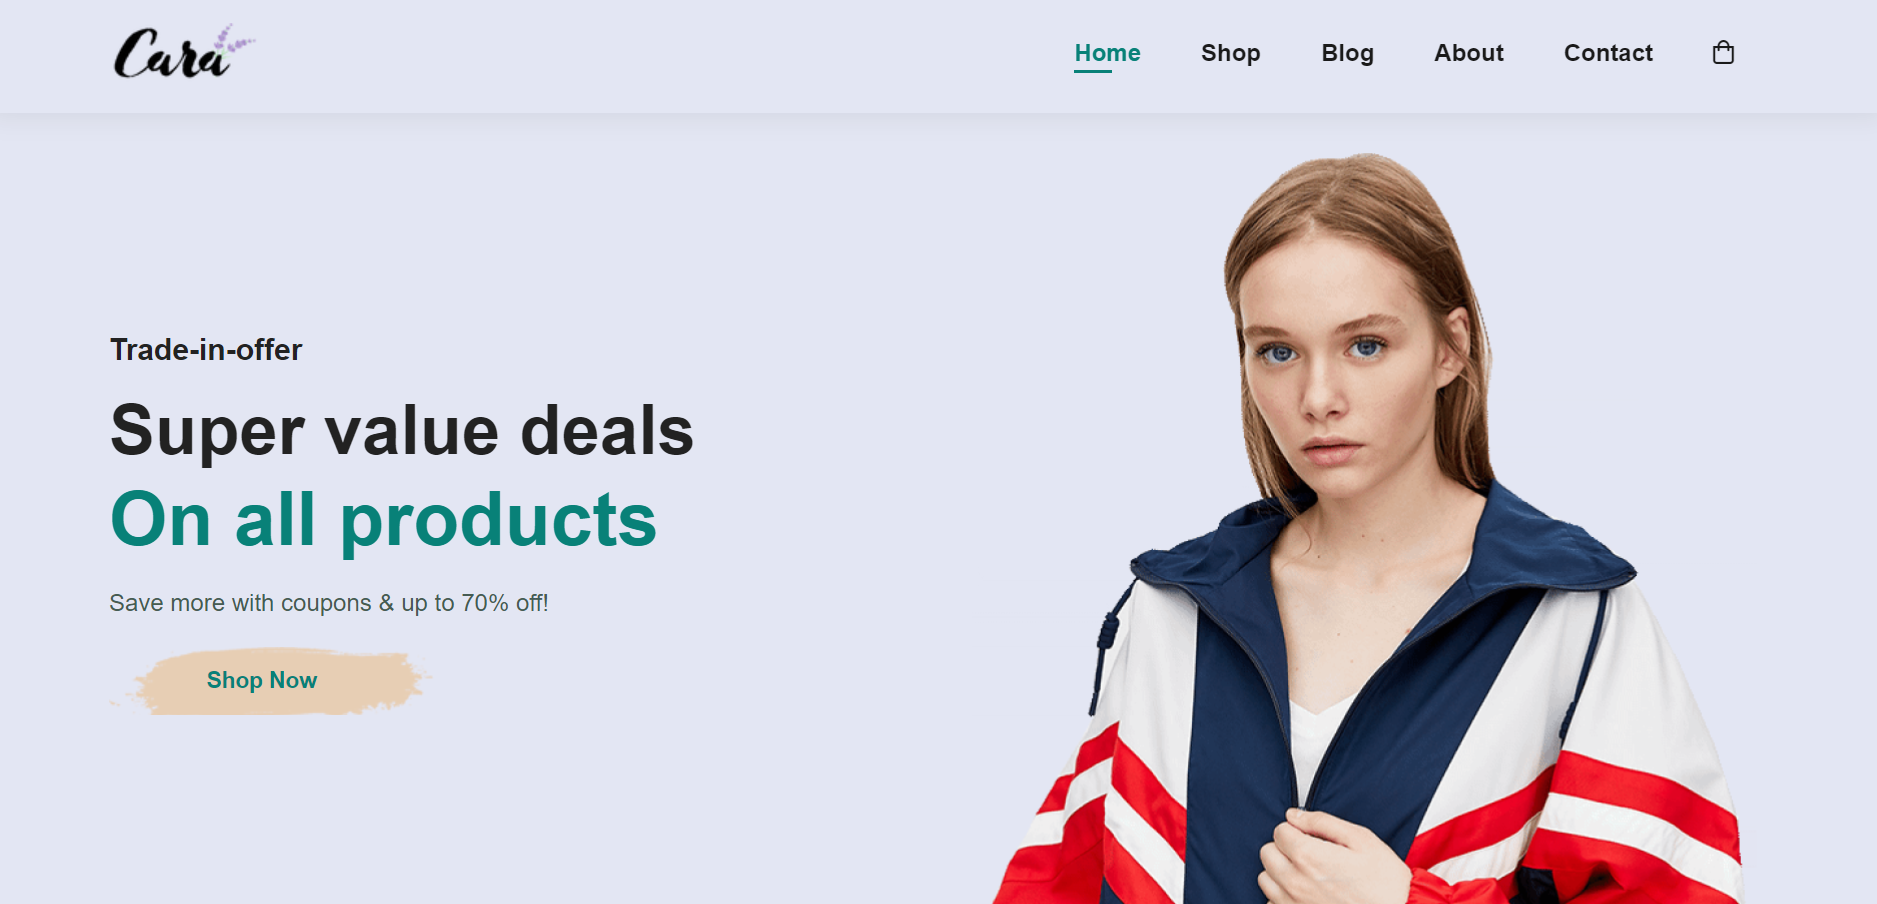 Cara
Home Shop Blog About Contact
Trade-in-offer
Super value deals
On all products
Save more with coupons & up to 70% off!
Shop Now